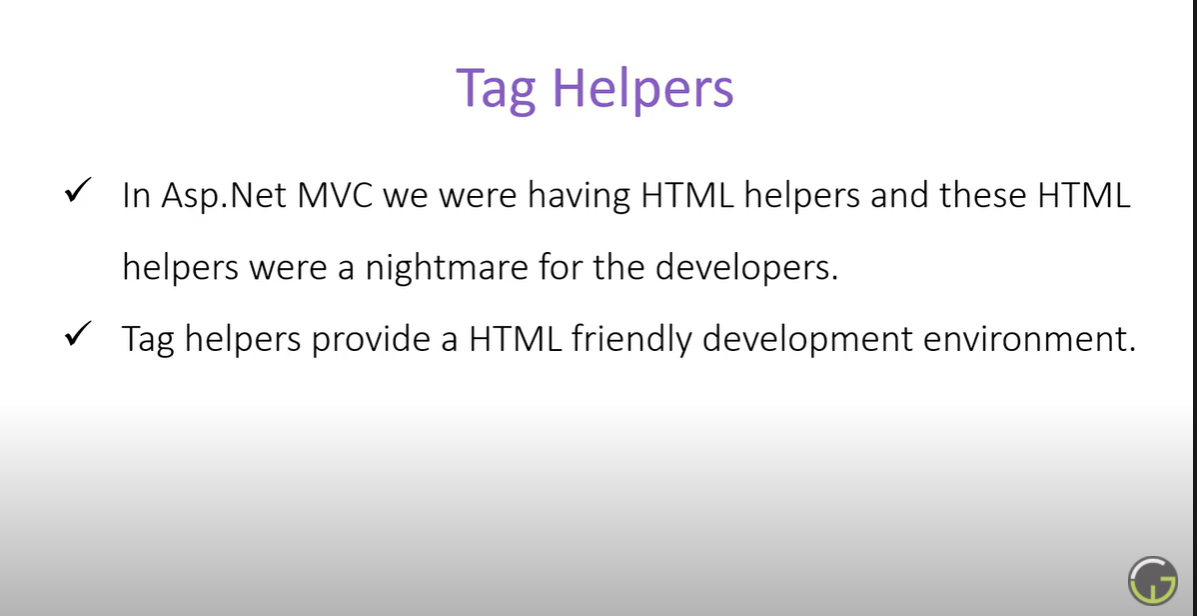 Tag Helpers
✓ In Asp.Net MVC we were having HTML helpers and these HTML
helpers were a nightmare for the developers.
✓ Tag helpers provide a HTML friendly development environment.